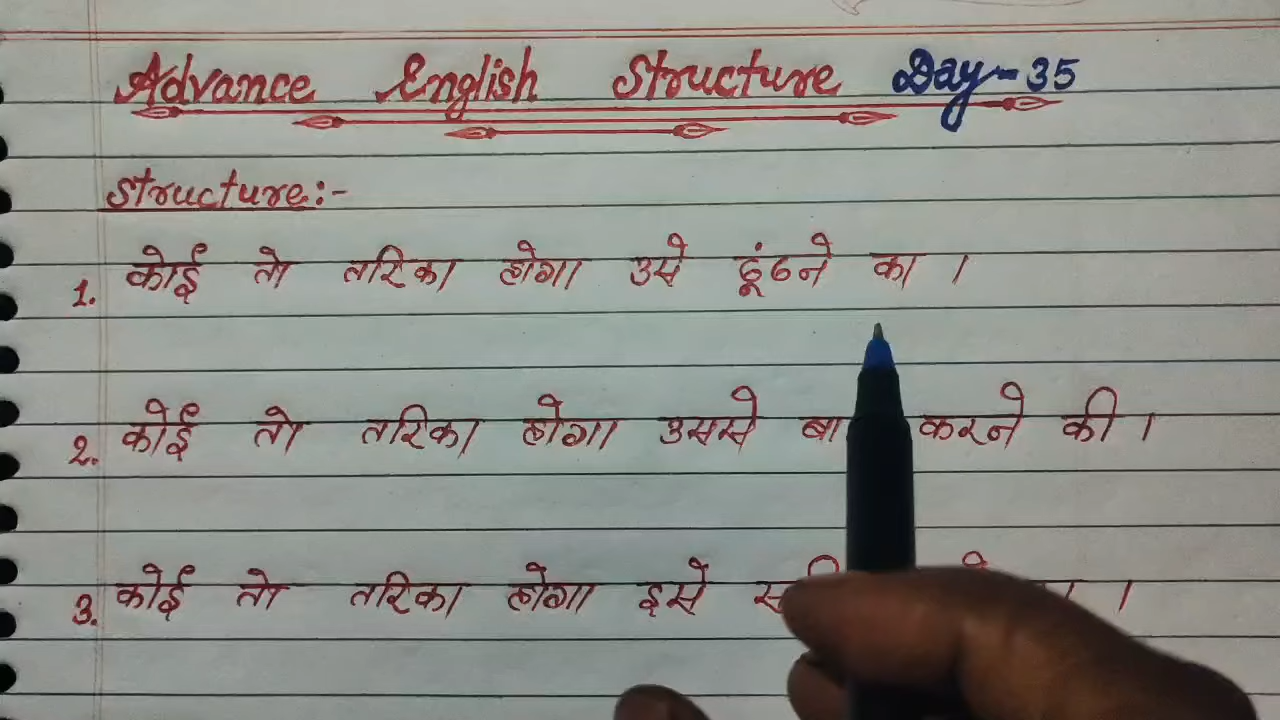 Advance English Structure Day-35
Structure:-
1. कोई तो तरिका होगा उसे ढूंढने का ।
2. कोई तो तरिका होगा उससे करने की ।
3. कोई तो तरिका होगा इसे ।